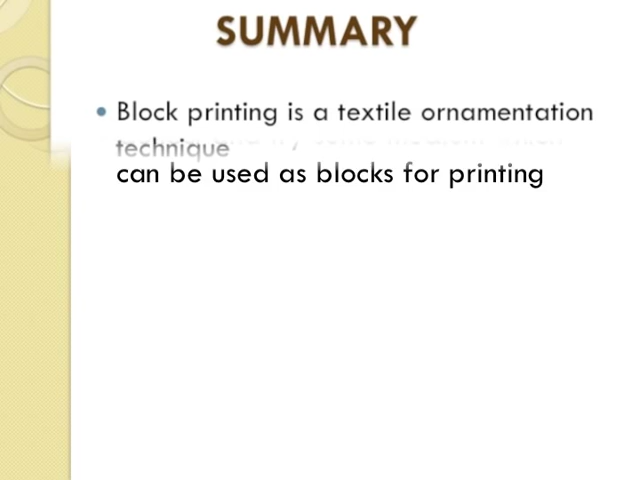 SUMMARY
• Block printing is a textile ornamentation
technique
can be used as blocks for printing